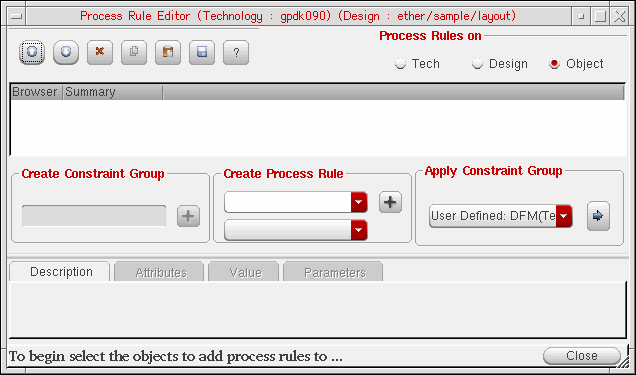 Process Rule Editor (Technology : gpdk090) (Design : ether/sample/layout)
Process Rules on
?
Tech Design Object
Browser Summary
Create Constraint Group Create Process Rule Apply Constraint Group
User Defined: DFM(Te
Description Attributes Value Parameters
To begin select the objects to add process rules to ...
Close